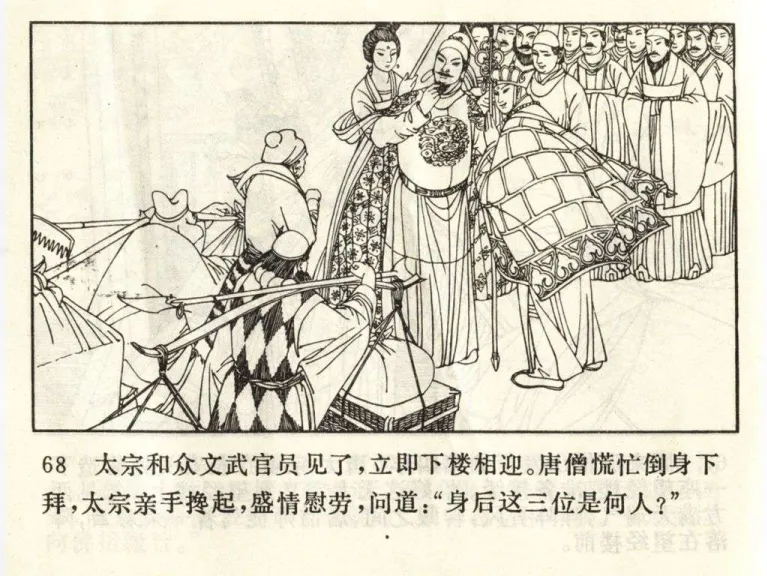 68 太宗和众文武官员见了,立即下楼相迎。唐僧慌忙倒身下
拜,太宗亲手搀起,盛情慰劳,问道:“身后这三位是何人?”